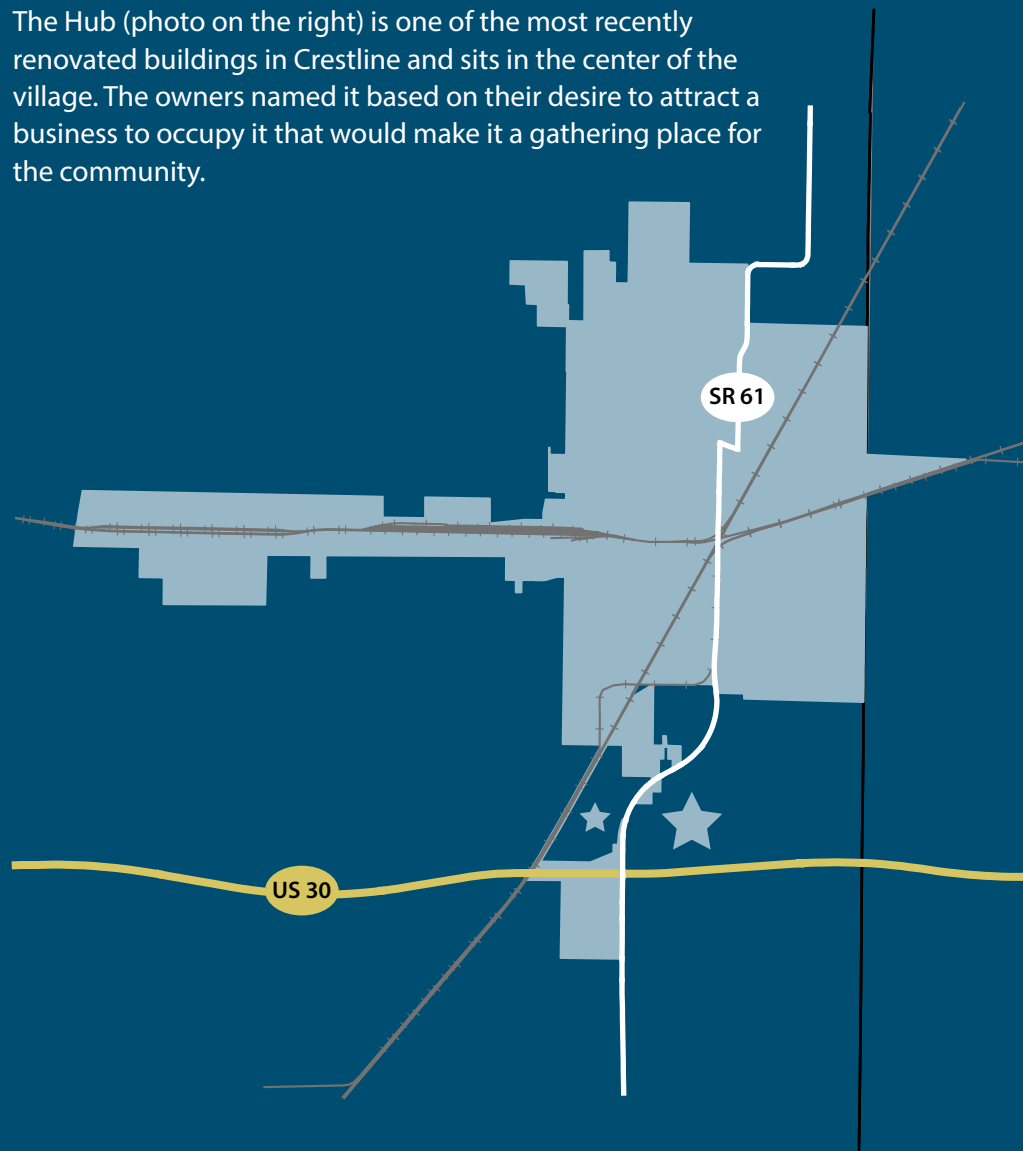 The Hub (photo on the right) is one of the most recently
renovated buildings in Crestline and sits in the center of the
village. The owners named it based on their desire to attract a
business to occupy it that would make it a gathering place for
the community.
SR 61
US 30